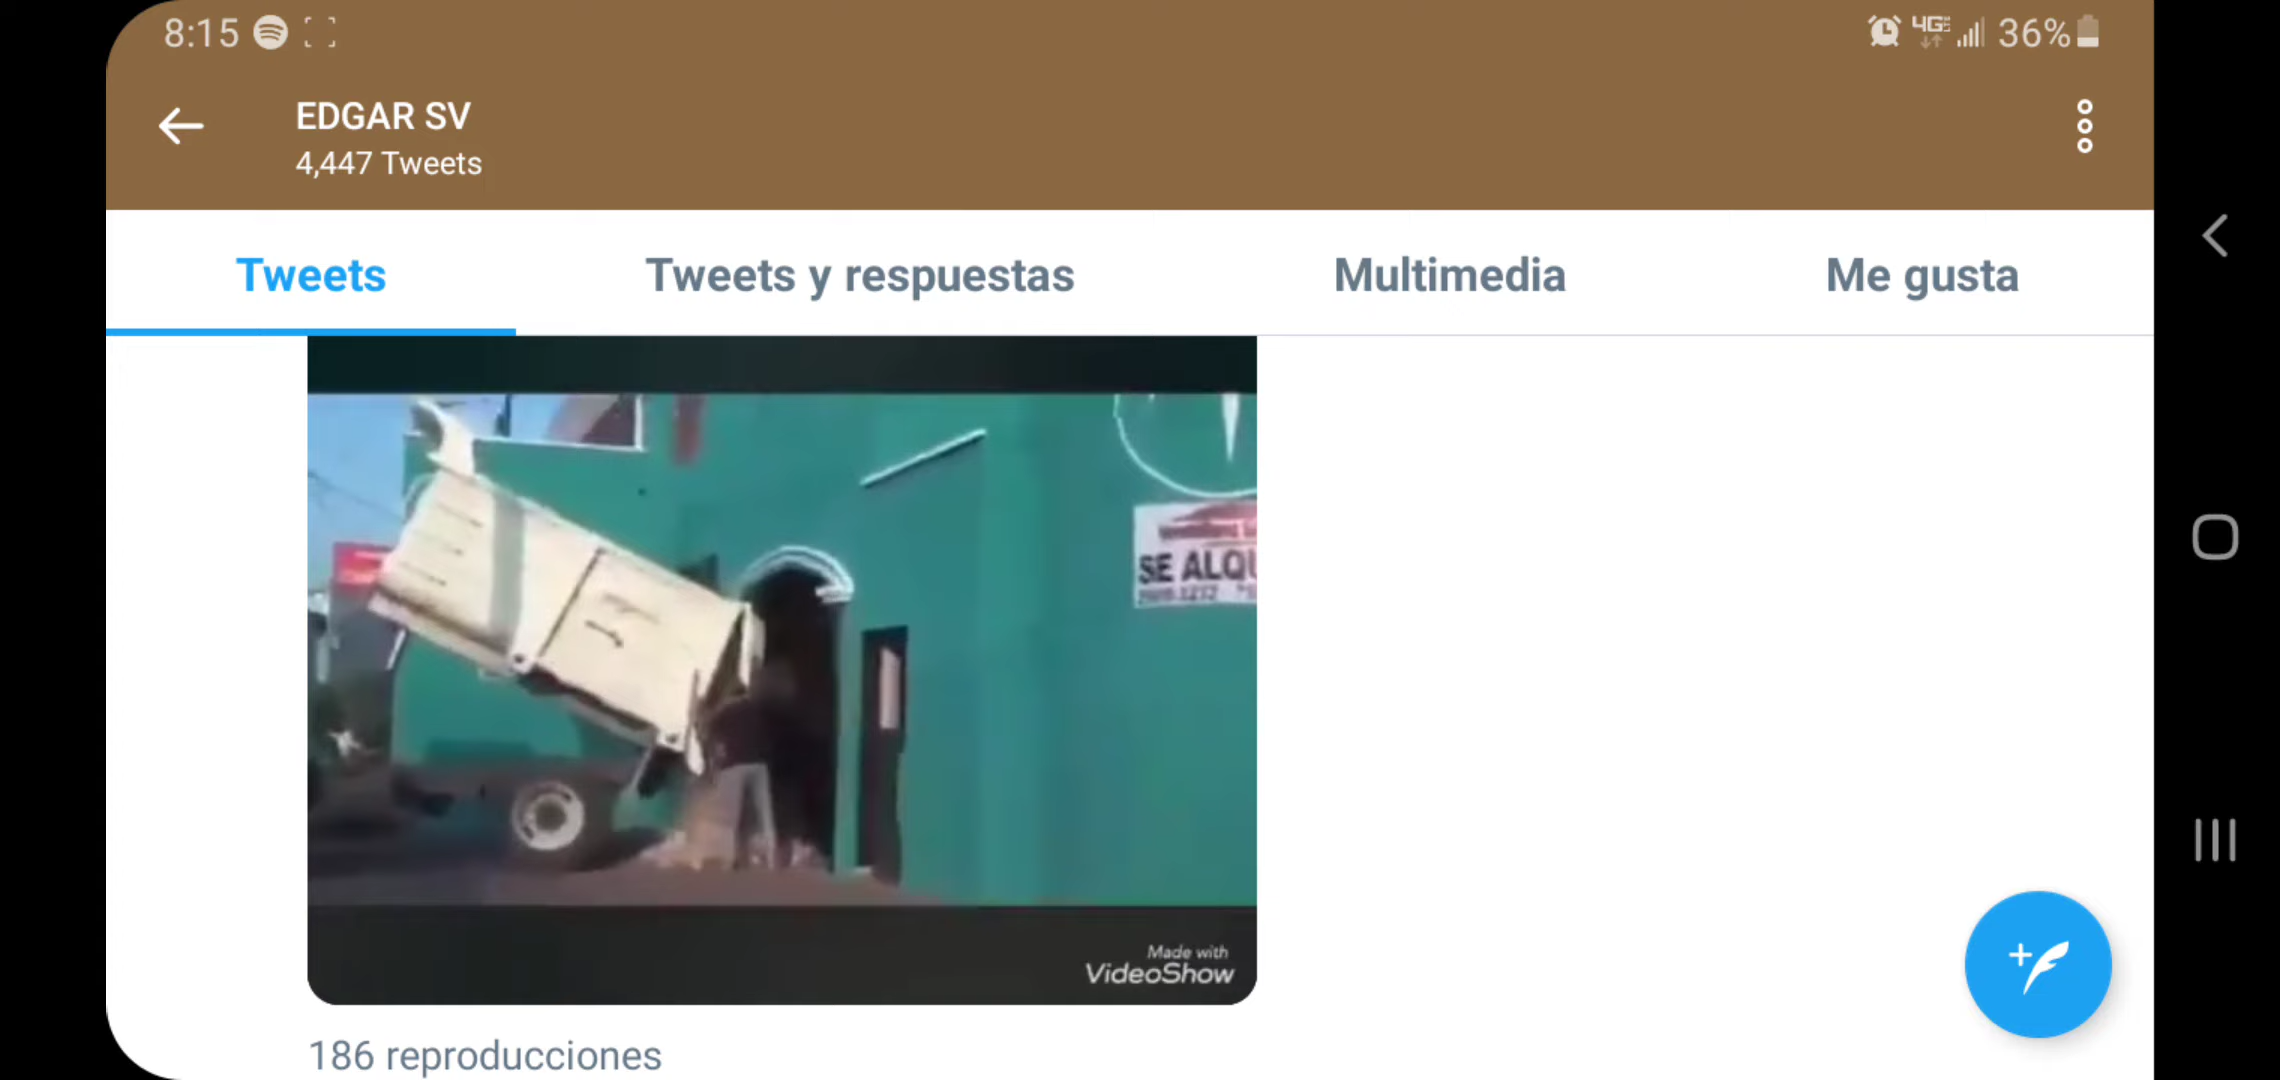 8:15
4G
36%
EDGAR SV
4,447 Tweets
Tweets
Tweets y respuestas
Multimedia
Me gusta
SE ALQU
Made with
VideoShow
186 reproducciones